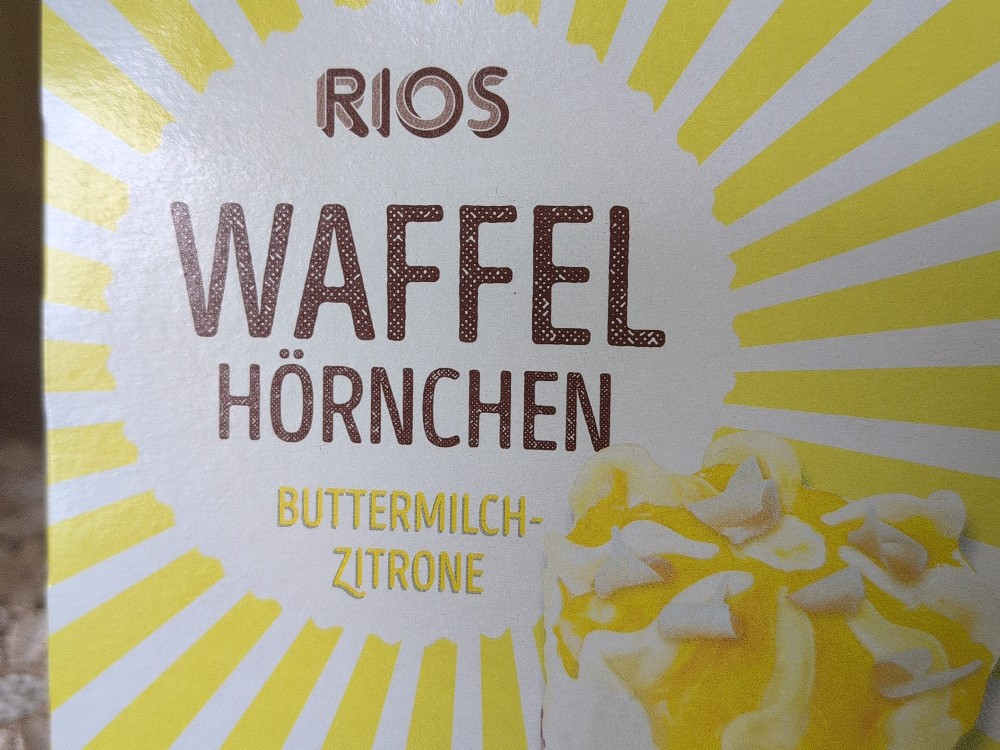 RIOS
WAFFEL
HÖRNCHEN
BUTTERMILCH-
ZITRONE